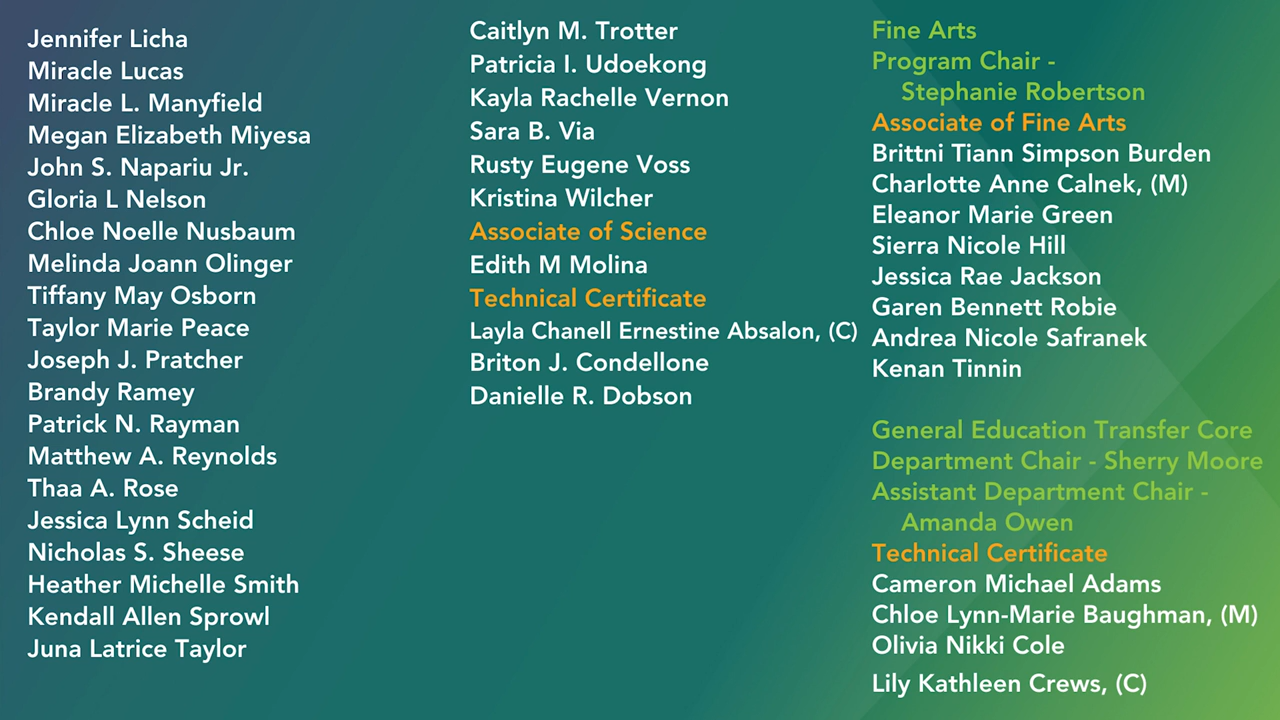 Jennifer Licha
Miracle Lucas
Miracle L. Manyfield
Megan Elizabeth Miyesa
John S. Napariu Jr.
Gloria L Nelson
Chloe Noelle Nusbaum
Melinda Joann Olinger
Tiffany May Osborn
Taylor Marie Peace
Joseph J. Pratcher
Brandy Ramey
Patrick N. Rayman
Matthew A. Reynolds
Thaa A. Rose
Jessica Lynn Scheid
Nicholas S. Sheese
Heather Michelle Smith
Kendall Allen Sprowl
Juna Latrice Taylor
Caitlyn M. Trotter
Patricia I. Udoekong
Kayla Rachelle Vernon
Sara B. Via
Rusty Eugene Voss
Kristina Wilcher
Associate of Science
Edith M Molina
Technical Certificate
Layla Chanell Ernestine Absalon, (C)
Briton J. Condellone
Danielle R. Dobson
Fine Arts
Program Chair -
Stephanie Robertson
Associate of Fine Arts
Brittni Tiann Simpson Burden
Charlotte Anne Calnek, (M)
Eleanor Marie Green
Sierra Nicole Hill
Jessica Rae Jackson
Garen Bennett Robie
Andrea Nicole Safranek
Kenan Tinnin
General Education Transfer Core
Department Chair - Sherry Moore
Assistant Department Chair -
Amanda Owen
Technical Certificate
Cameron Michael Adams
Chloe Lynn-Marie Baughman, (M)
Olivia Nikki Cole
Lily Kathleen Crews, (C)